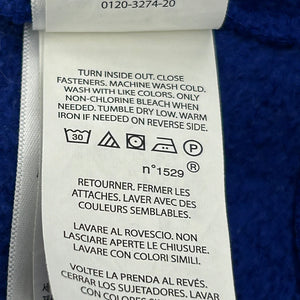 0120-3274-20
TURN INSIDE OUT. CLOSE
FASTENERS. MACHINE WASH COLD.
WASH WITH LIKE COLORS. ONLY
NON-CHLORINE BLEACH WHEN
NEEDED. TUMBLE DRY LOW. WARM
IRON IF NEEDED ON REVERSE SIDE.
30 P
n°1529 ®
RETOURNER. FERMER LES
ATTACHES. LAVER AVEC DES
COULEURS SEMBLABLES.
LAVARE AL ROVESCIO. NON
LASCIARE APERTE LE CHIUSURE.
LAVARE CON COLORI SIMILI.
VOLTEE LA PRENDA AL REVÉS.
CERRAR LOS SUJETADORES. LAVAR